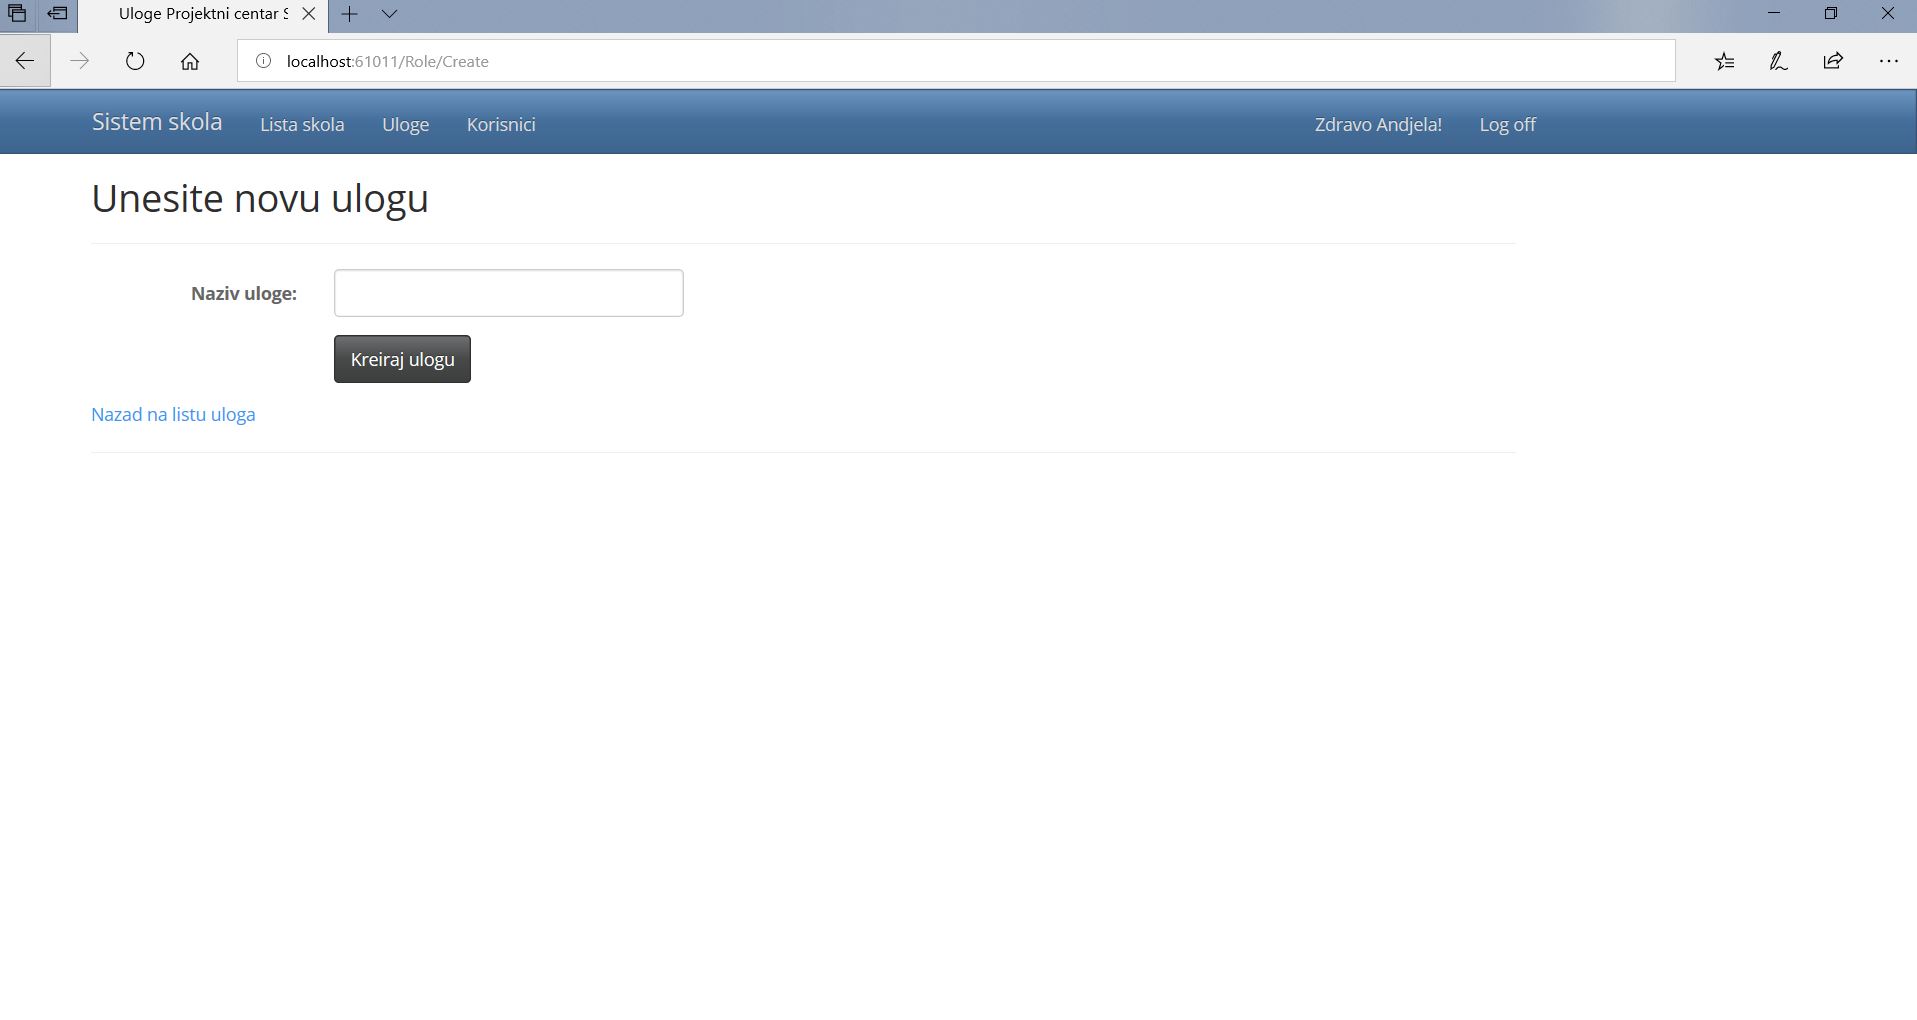 Uloge Projektni centar S
localhost:61011/Role/Create
Sistem skola Lista skola Uloge Korisnici Zdravo Andjela! Log off
Unesite novu ulogu
Naziv uloge:
Kreiraj ulogu
Nazad na listu uloga